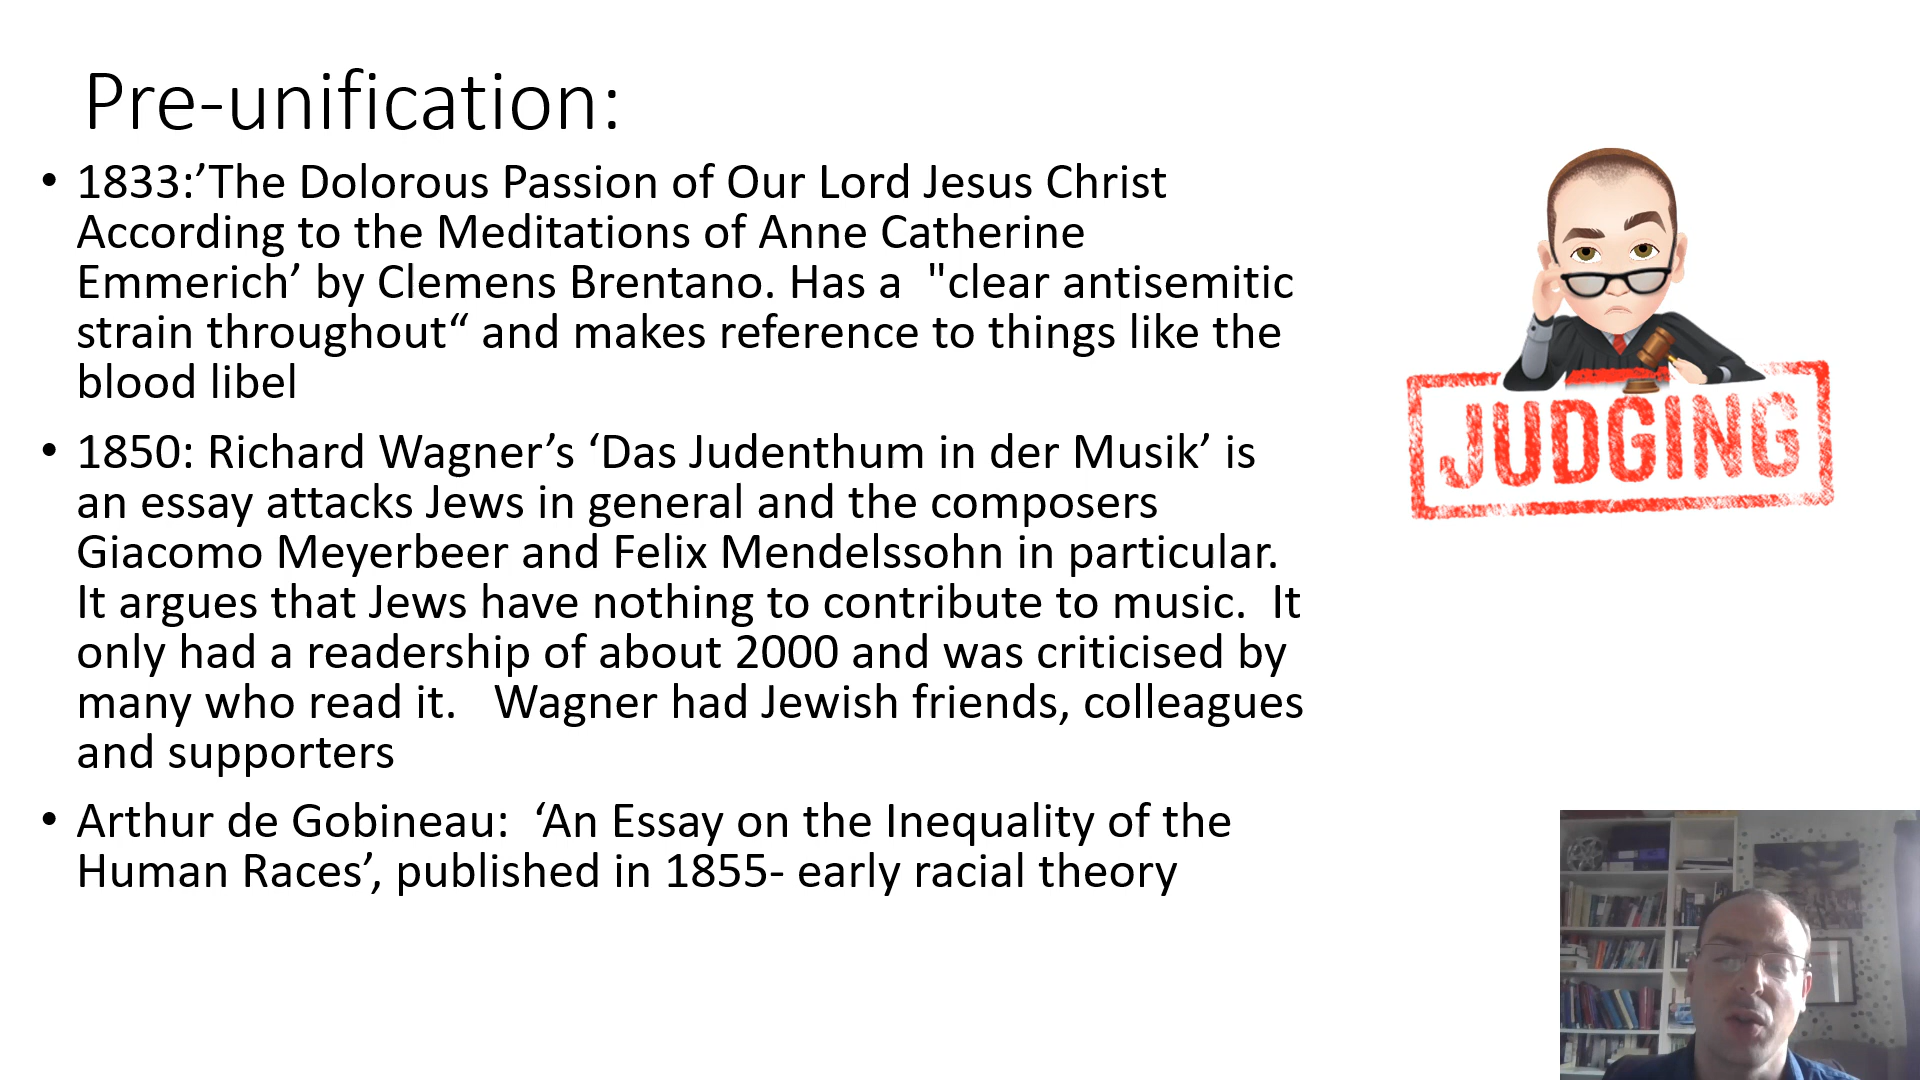 Pre-unification:
• 1833:’The Dolorous Passion of Our Lord Jesus Christ
According to the Meditations of Anne Catherine
Emmerich’ by Clemens Brentano. Has a  "clear antisemitic
strain throughout“ and makes reference to things like the
blood libel
• 1850: Richard Wagner’s ‘Das Judenthum in der Musik’ is
an essay attacks Jews in general and the composers
Giacomo Meyerbeer and Felix Mendelssohn in particular.
It argues that Jews have nothing to contribute to music.  It
only had a readership of about 2000 and was criticised by
many who read it.   Wagner had Jewish friends, colleagues
and supporters
• Arthur de Gobineau:  ‘An Essay on the Inequality of the
Human Races’, published in 1855- early racial theory
JUDGING